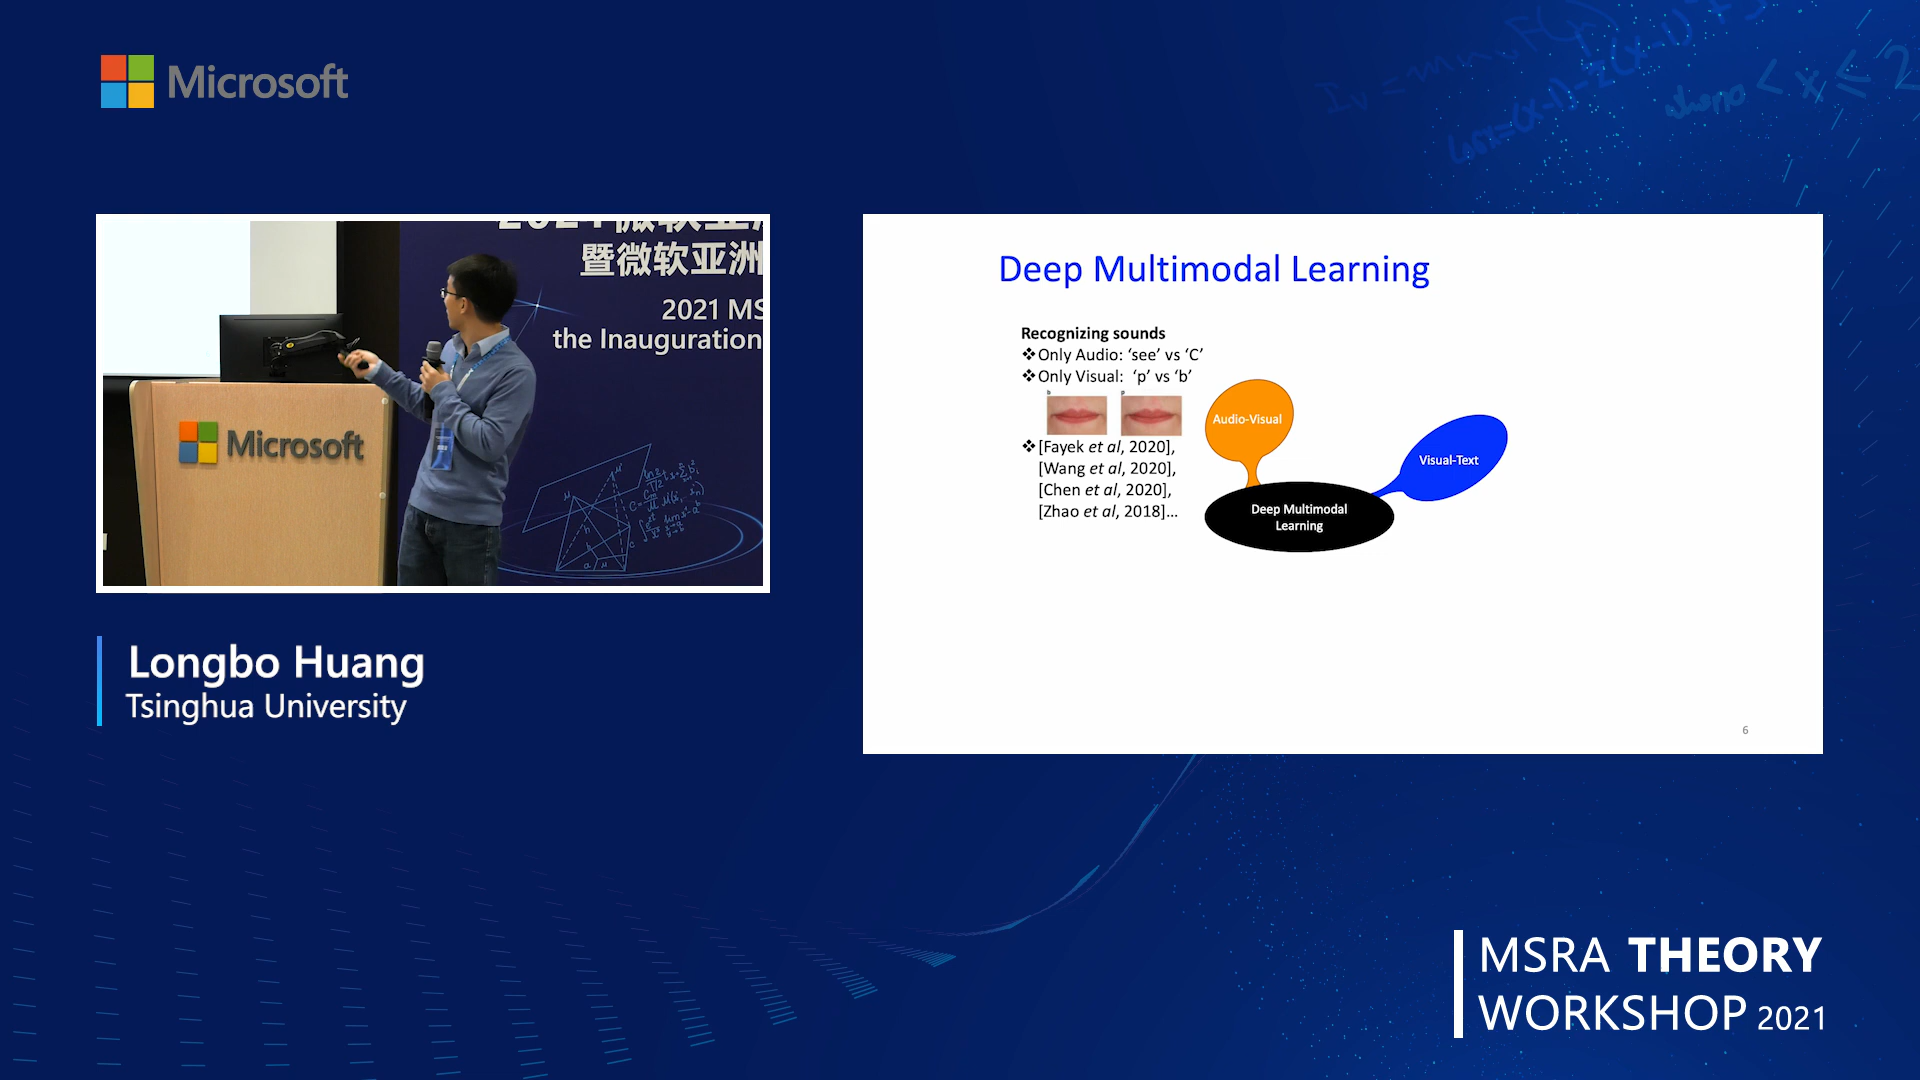 Microsoft
暨微软亚洲
2021 MS
the Inauguration
Microsoft
Longbo Huang
Tsinghua University
Deep Multimodal Learning
Recognizing sounds
❖Only Audio: ‘see’ vs ‘C’
❖Only Visual: ‘p’ vs ‘b’
❖[Fayek et al, 2020],
[Wang et al, 2020],
[Chen et al, 2020],
[Zhao et al, 2018]...
Audio-Visual
Visual-Text
Deep Multimodal
Learning
6
MSRA THEORY
WORKSHOP 2021